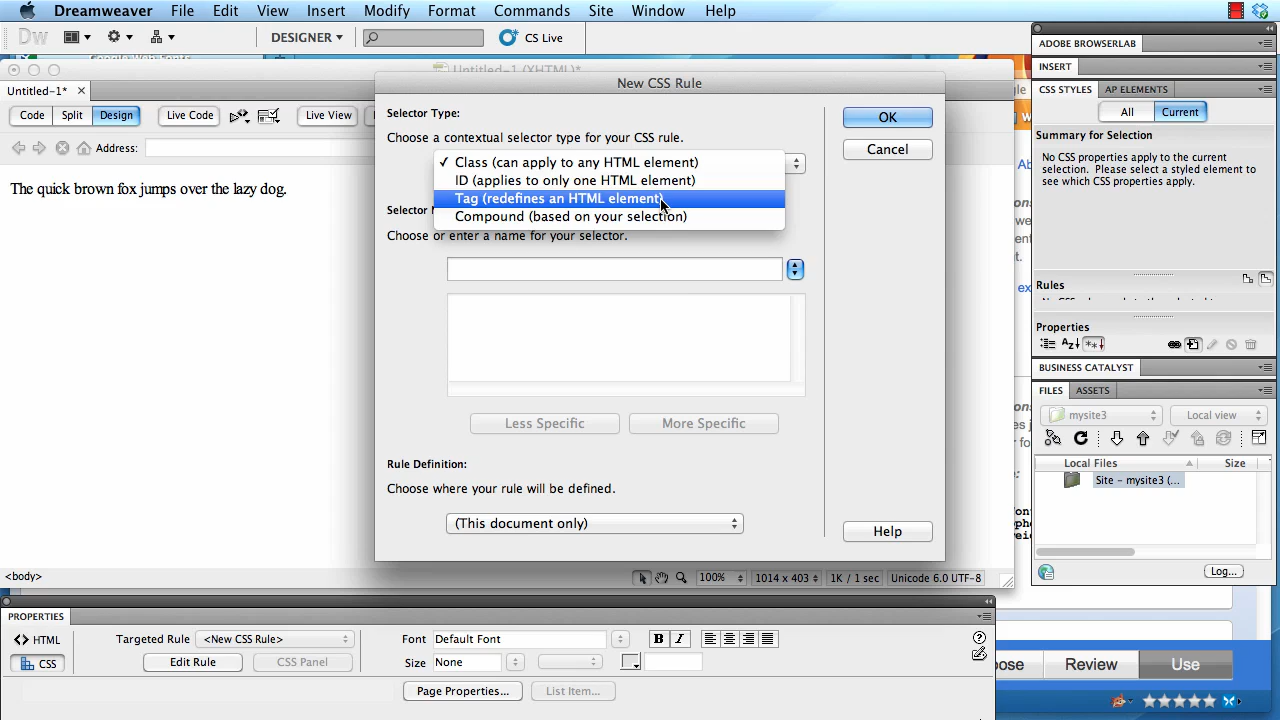 Dreamweaver File Edit View Insert Modify Format Commands Site Window Help
Dw DESIGNER CS Live
Google Web Fonts
Untitled-1 (XHTML)*
Untitled-1*
Code Split Design Live Code Live View
Address:
The quick brown fox jumps over the lazy dog.
<body>
100% 1014 x 403 1K / 1 sec Unicode 6.0 UTF-8
New CSS Rule
Selector Type:
Choose a contextual selector type for your CSS rule.
Class (can apply to any HTML element)
ID (applies to only one HTML element)
Tag (redefines an HTML element)
Compound (based on your selection)
Selector
Choose or enter a name for your selector.
Less Specific More Specific
Rule Definition:
Choose where your rule will be defined.
(This document only)
OK
Cancel
Help
ADOBE BROWSERLAB
INSERT
CSS STYLES AP ELEMENTS
All Current
Summary for Selection
No CSS properties apply to the current
selection. Please select a styled element to
see which CSS properties apply.
Rules
Properties
BUSINESS CATALYST
FILES ASSETS
mysite3 Local view
Local Files Size
Site – mysite3 (...
Log...
PROPERTIES
HTML
CSS
Targeted Rule <New CSS Rule>
Edit Rule CSS Panel
Font Default Font B I
Size None
Page Properties... List Item...
Review Use